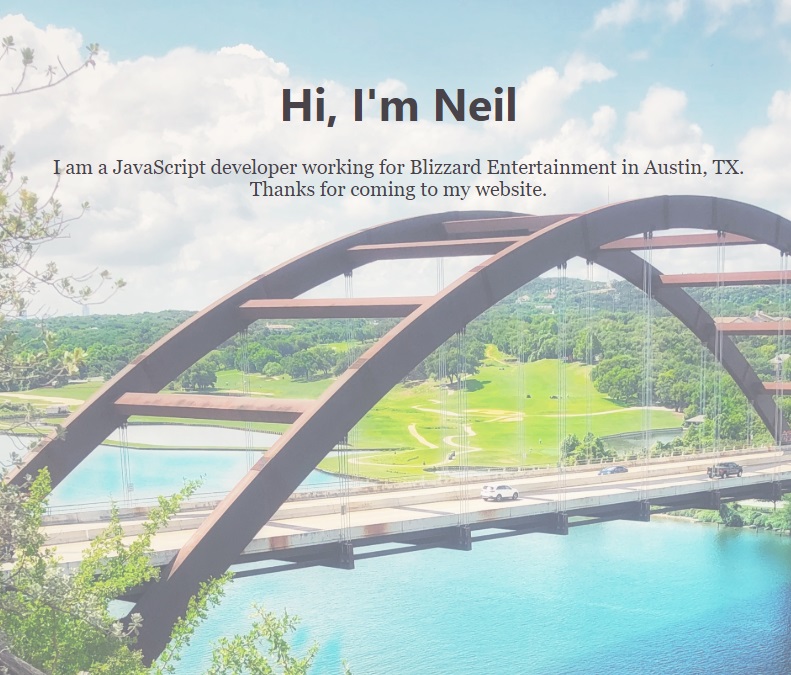 Hi, I'm Neil
I am a JavaScript developer working for Blizzard Entertainment in Austin, TX.
Thanks for coming to my website.